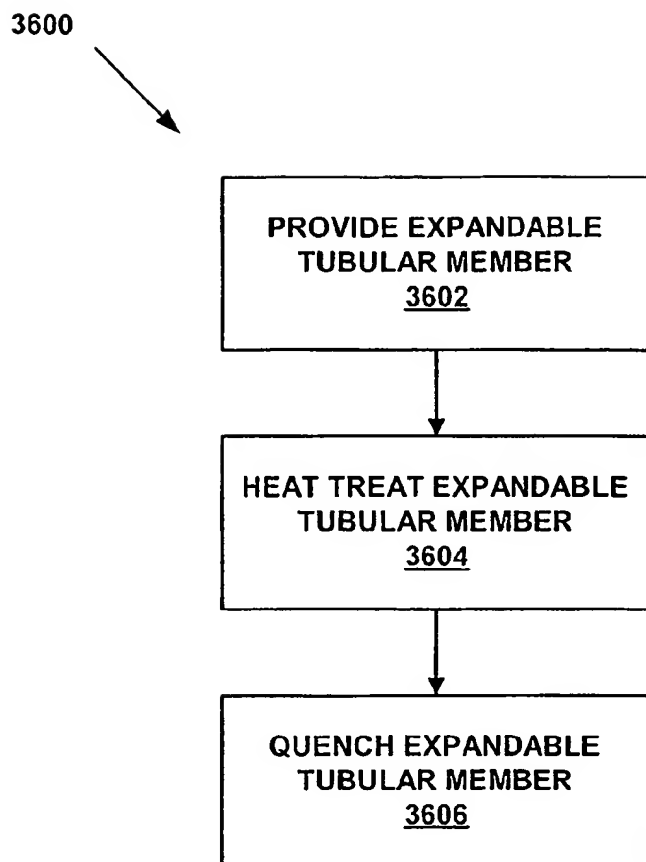 3600
PROVIDE EXPANDABLE
TUBULAR MEMBER
3602
HEAT TREAT EXPANDABLE
TUBULAR MEMBER
3604
QUENCH EXPANDABLE
TUBULAR MEMBER
3606